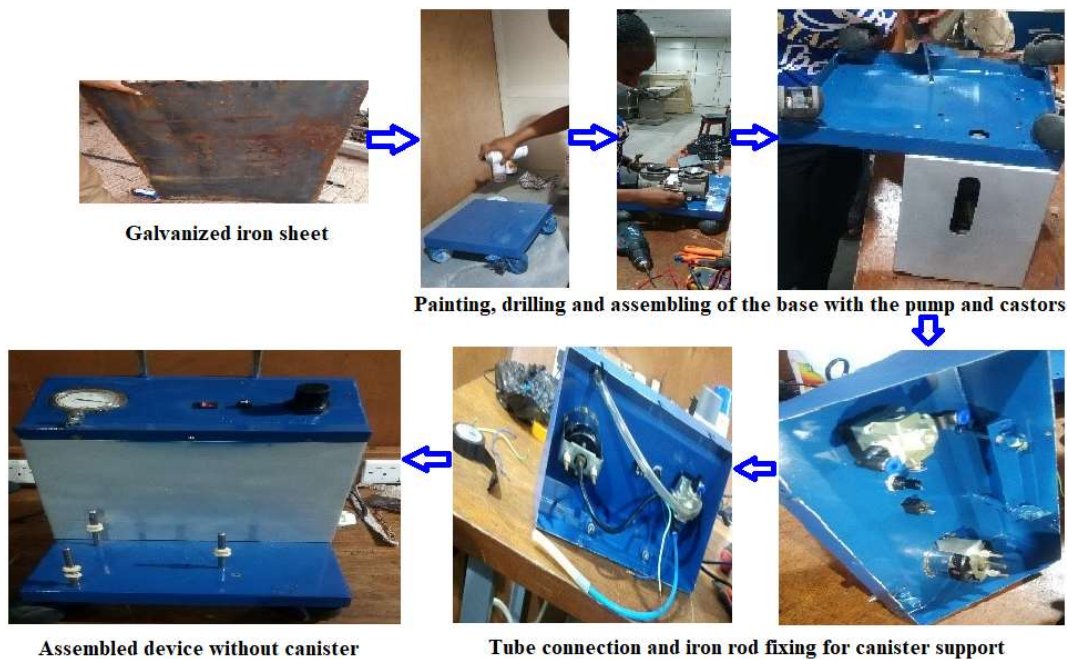 Galvanized iron sheet
Painting, drilling and assembling of the base with the pump and castors
Assembled device without canister
Tube connection and iron rod fixing for canister support